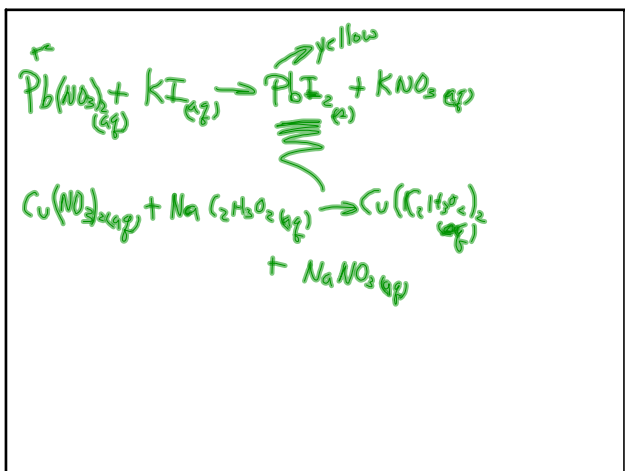 yellow
Pb(NO3)2(aq) + KI(aq) → PbI2(s) + KNO3(aq)
Cu(NO3)2(aq) + NaC2H3O2(aq) → Cu(C2H3O2)2(aq)
+ NaNO3(aq)